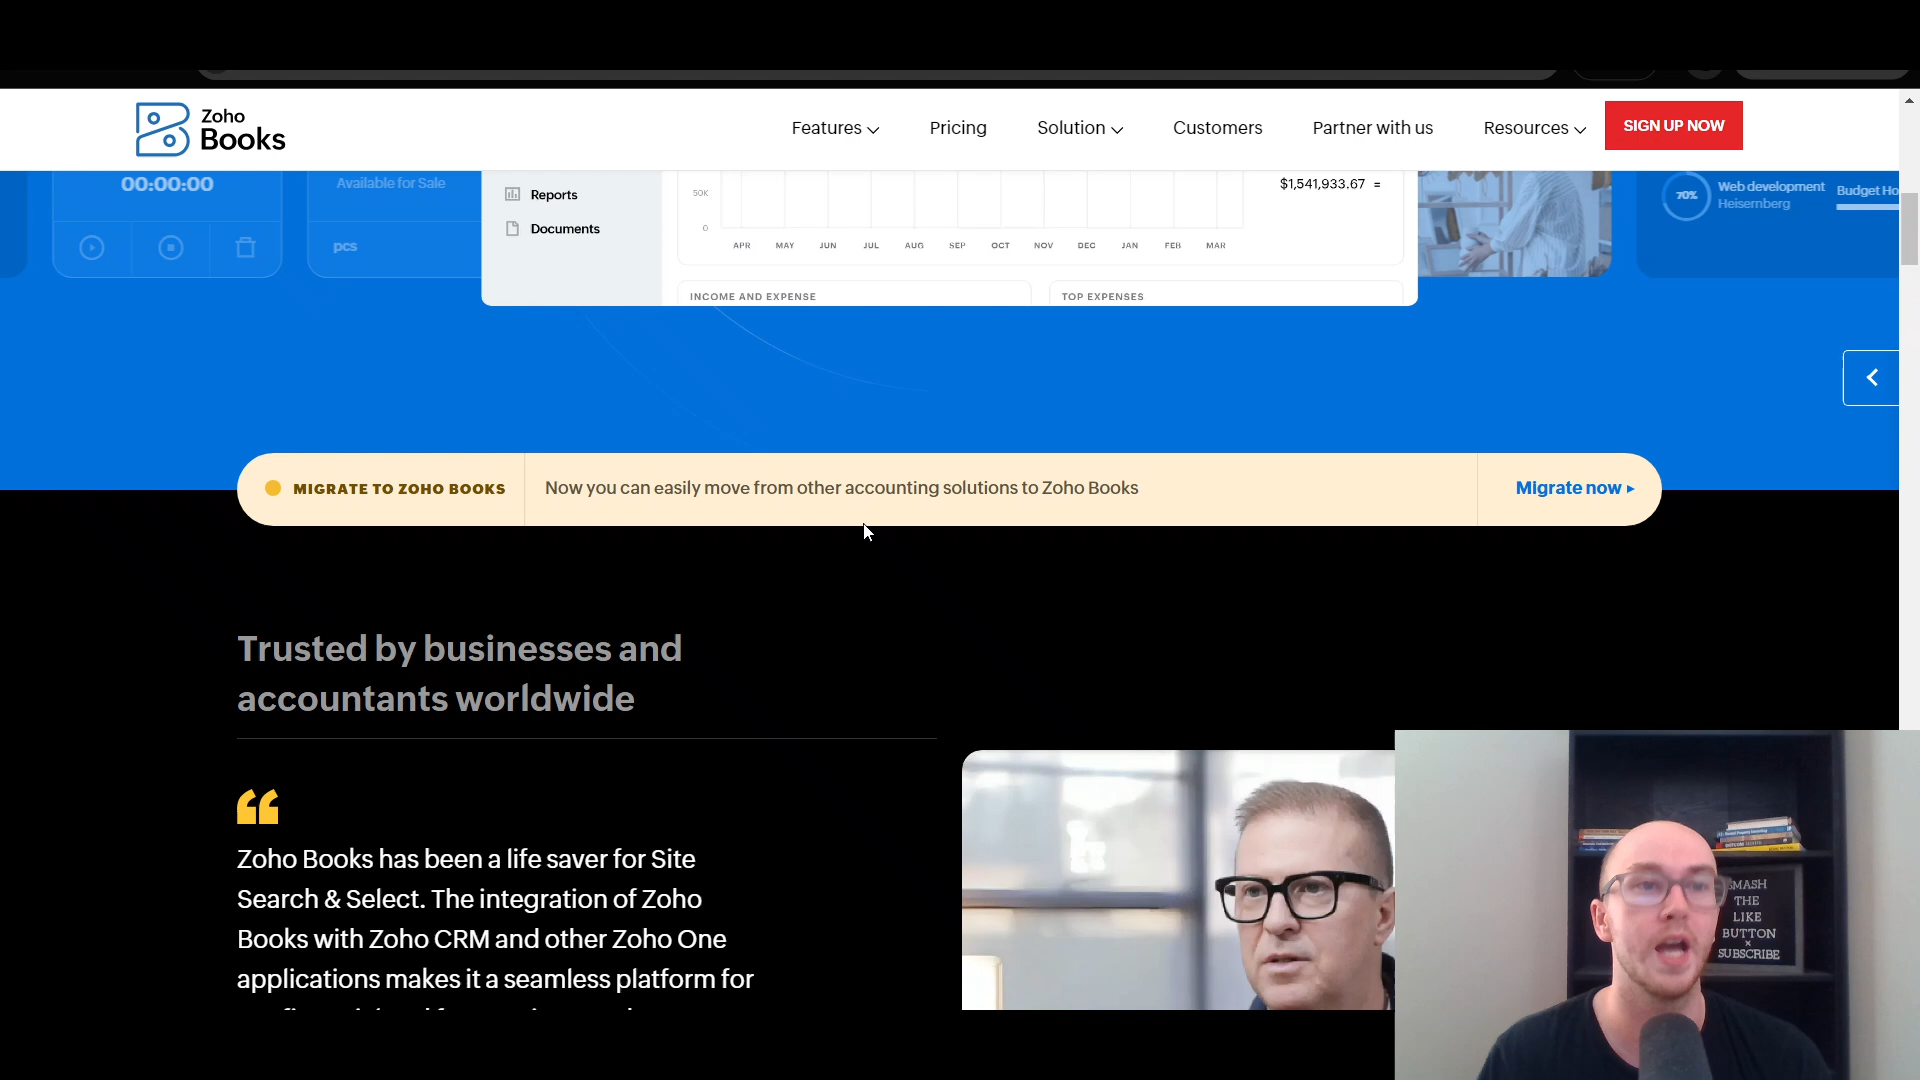 Zoho
Books
Features
Pricing
Solution
Customers
Partner with us
Resources
SIGN UP NOW
00:00:00
Available for Sale
pcs
Reports
Documents
50K
0
APR MAY JUN JUL AUG SEP OCT NOV DEC JAN FEB MAR
$1,541,933.67 =
INCOME AND EXPENSE
TOP EXPENSES
70%
Web development
Heisernberg
Budget Ho
MIGRATE TO ZOHO BOOKS
Now you can easily move from other accounting solutions to Zoho Books
Migrate now
Trusted by businesses and
accountants worldwide
Zoho Books has been a life saver for Site
Search & Select. The integration of Zoho
Books with Zoho CRM and other Zoho One
applications makes it a seamless platform for
SMASH
THE
LIKE
BUTTON
×
SUBSCRIBE